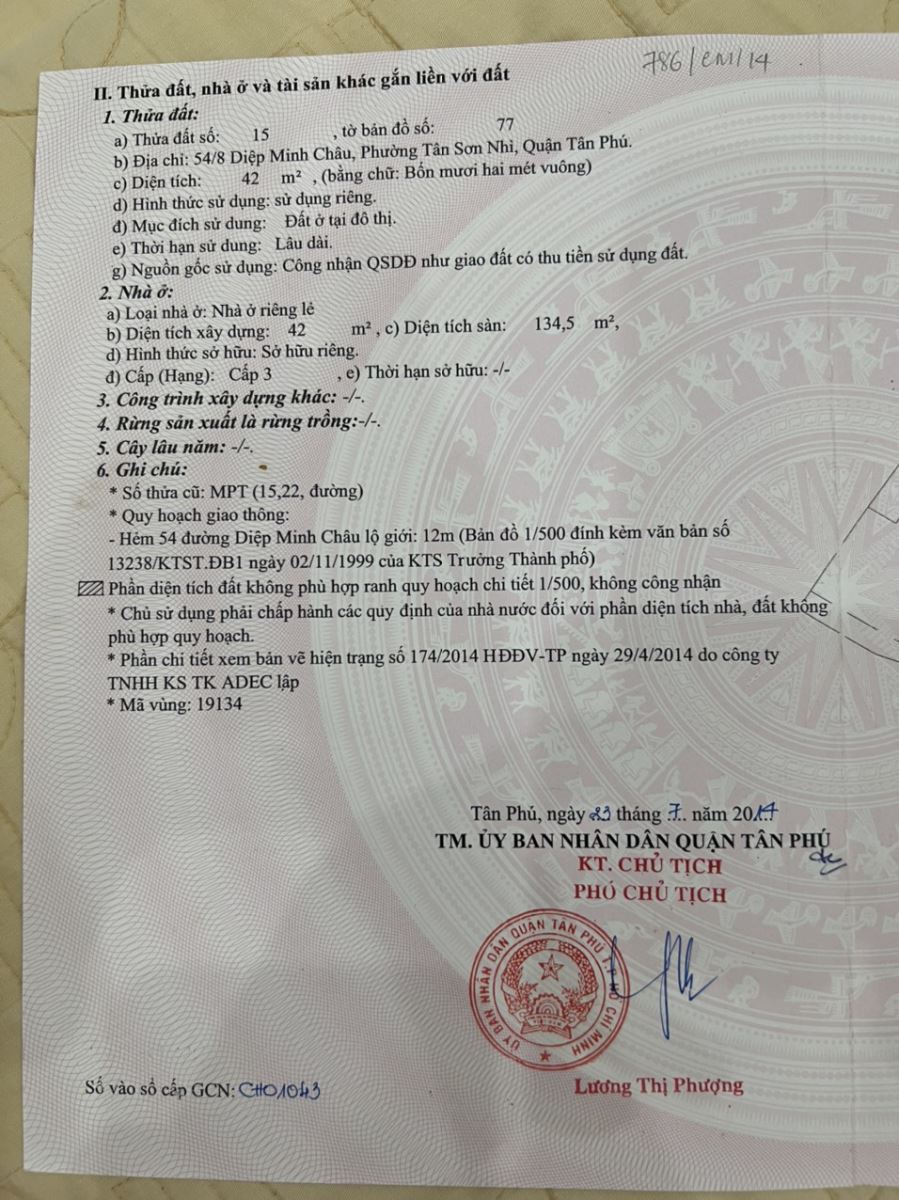 786/CM/14
II. Thửa đất, nhà ở và tài sản khác gắn liền với đất
1. Thửa đất:
a) Thửa đất số: 15 , tờ bản đồ số: 77
b) Địa chỉ: 54/8 Diệp Minh Châu, Phường Tân Sơn Nhì, Quận Tân Phú.
c) Diện tích: 42 m² , (bằng chữ: Bốn mươi hai mét vuông)
d) Hình thức sử dụng: sử dụng riêng.
đ) Mục đích sử dung: Đất ở tại đô thị.
e) Thời hạn sử dung: Lâu dài.
g) Nguồn gốc sử dụng: Công nhận QSDĐ như giao đất có thu tiền sử dụng đất.
2. Nhà ở:
a) Loại nhà ở: Nhà ở riêng lẻ
b) Diện tích xây dựng: 42 m² , c) Diện tích sàn: 134,5 m²,
d) Hình thức sở hữu: Sở hữu riêng.
đ) Cấp (Hạng): Cấp 3 , e) Thời hạn sở hữu: -/-
3. Công trình xây dựng khác: -/-.
4. Rừng sản xuất là rừng trồng:-/-.
5. Cây lâu năm: -/-.
6. Ghi chú:
* Số thửa cũ: MPT (15,22, đường)
* Quy hoạch giao thông:
- Hẻm 54 đường Diệp Minh Châu lộ giới: 12m (Bản đồ 1/500 đính kèm văn bản số
13238/KTST.ĐB1 ngày 02/11/1999 của KTS Trưởng Thành phố)
Phần diện tích đất không phù hợp ranh quy hoạch chi tiết 1/500, không công nhận
* Chủ sử dụng phải chấp hành các quy định của nhà nước đối với phần diện tích nhà, đất không
phù hợp quy hoạch.
* Phần chi tiết xem bản vẽ hiện trạng số 174/2014 HĐĐV-TP ngày 29/4/2014 do công ty
TNHH KS TK ADEC lập
* Mã vùng: 19134
Tân Phú, ngày 23 tháng 7. năm 2014
TM. ỦY BAN NHÂN DÂN QUẬN TÂN PHÚ
KT. CHỦ TỊCH
PHÓ CHỦ TỊCH
ỦY BAN NHÂN DÂN QUẬN TÂN PHÚ T.P HỒ CHÍ MINH
Lương Thị Phượng
Số vào sổ cấp GCN: CH01043